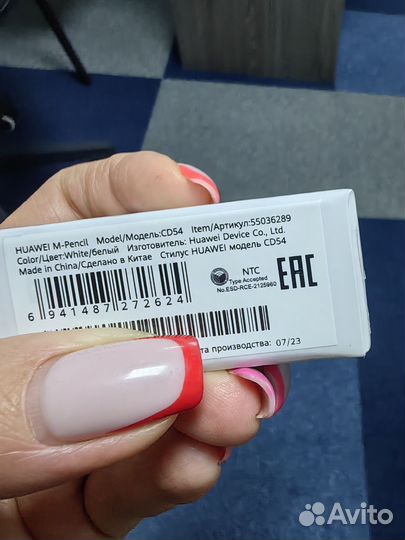 HUAWEI M-Pencil Model/Модель:CD54 Item/Артикул:55036289
Color/Цвет:White/белый Изготовитель: Huawei Device Co., Ltd.
Made in China/Сделано в Китае Стилус HUAWEI модель CD54
NTC
Type Accepted
No.ESD-RCE-2125960
EAC
6 941487 272624
производства: 07/23
Avito